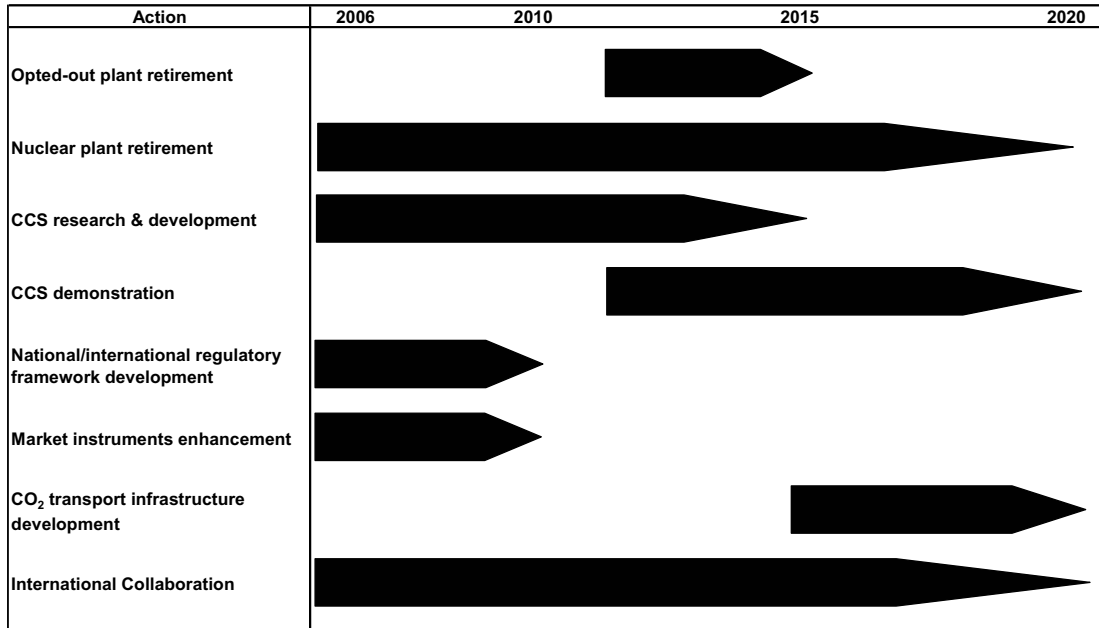 Action 2006 2010 2015 2020
Opted-out plant retirement
Nuclear plant retirement
CCS research & development
CCS demonstration
National/international regulatory
framework development
Market instruments enhancement
CO₂ transport infrastructure
development
International Collaboration